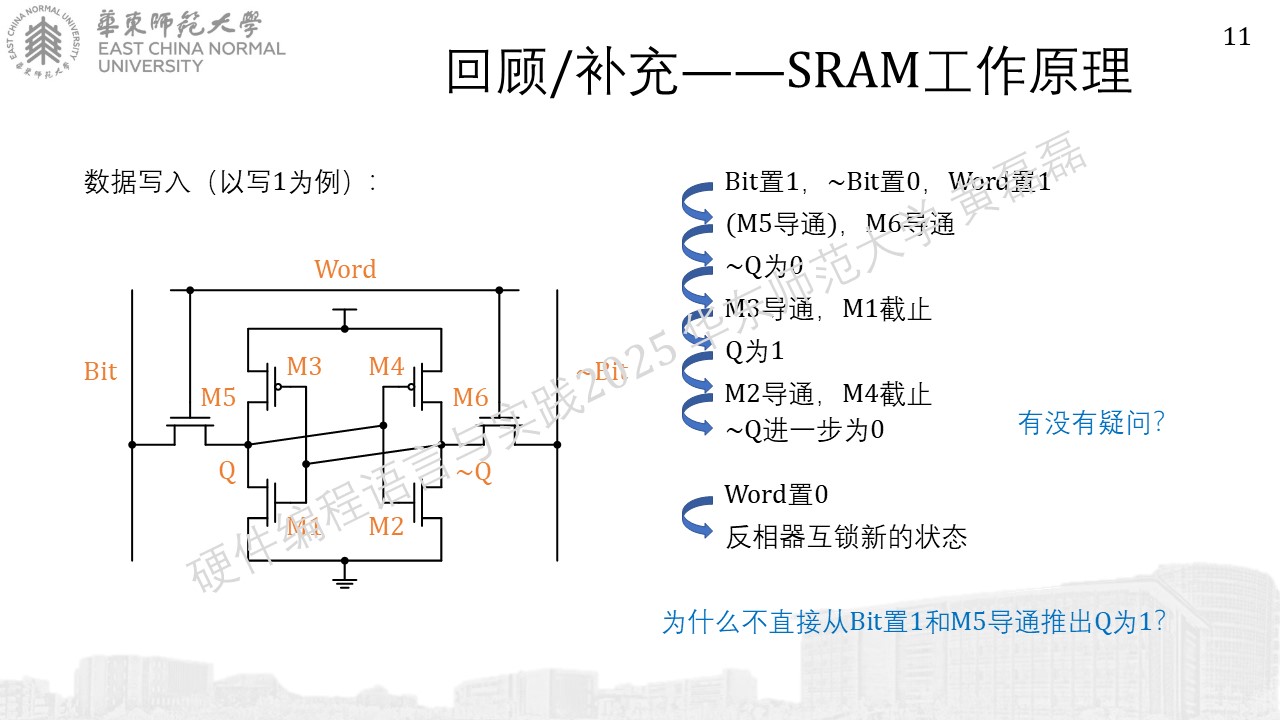 11
華東師範大學
EAST CHINA NORMAL
UNIVERSITY
EAST CHINA NORMAL UNIVERSITY
華東师范大學
回顾/补充——SRAM工作原理
数据写入（以写1为例）:
Word
Bit
M3
M4
~Bit
M5
M6
Q
~Q
M1
M2
Bit置1，~Bit置0，Word置1
(M5导通)，M6导通
~Q为0
M3导通，M1截止
Q为1
M2导通，M4截止
~Q进一步为0
有没有疑问？
Word置0
反相器互锁新的状态
为什么不直接从Bit置1和M5导通推出Q为1？
硬件编程语言与实践2025 华东师范大学 黄磊磊